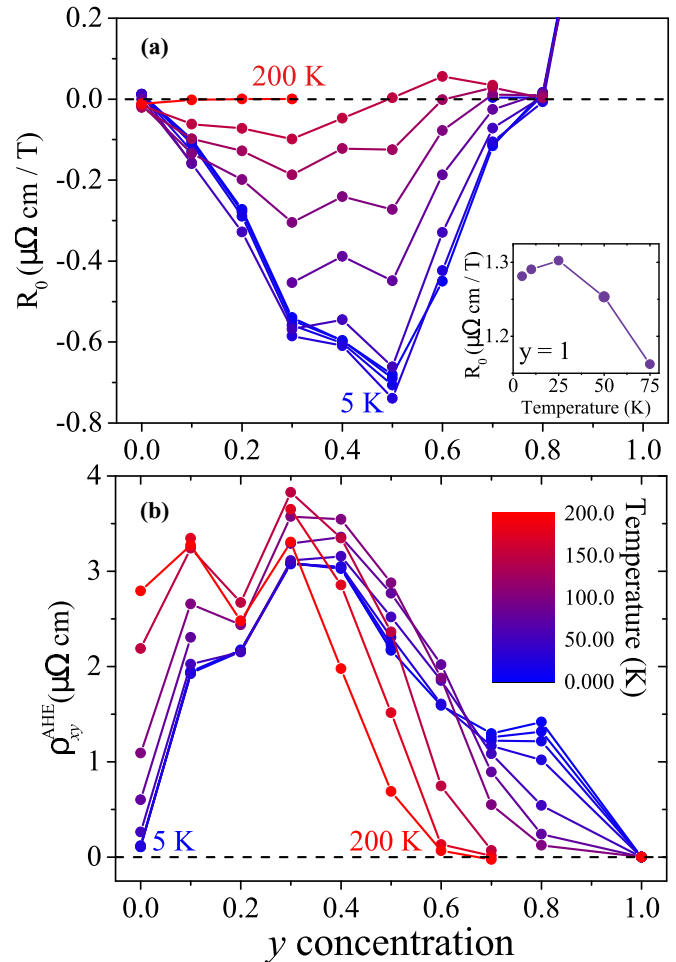 0.2
(a)
200 K
0.0
-0.2
-0.4
-0.6
-0.8
R₀ (μΩ cm / T)
5 K
1.3
1.2
R₀ (μΩ cm / T)
y = 1
0 25 50 75
Temperature (K)
0.0 0.2 0.4 0.6 0.8 1.0
4
(b)
3
2
1
0
ρₓᵧᴬᴴᴱ(μΩ cm)
200.0
150.0
100.0
50.00
0.000
Temperature (K)
5 K
200 K
0.0 0.2 0.4 0.6 0.8 1.0
y concentration